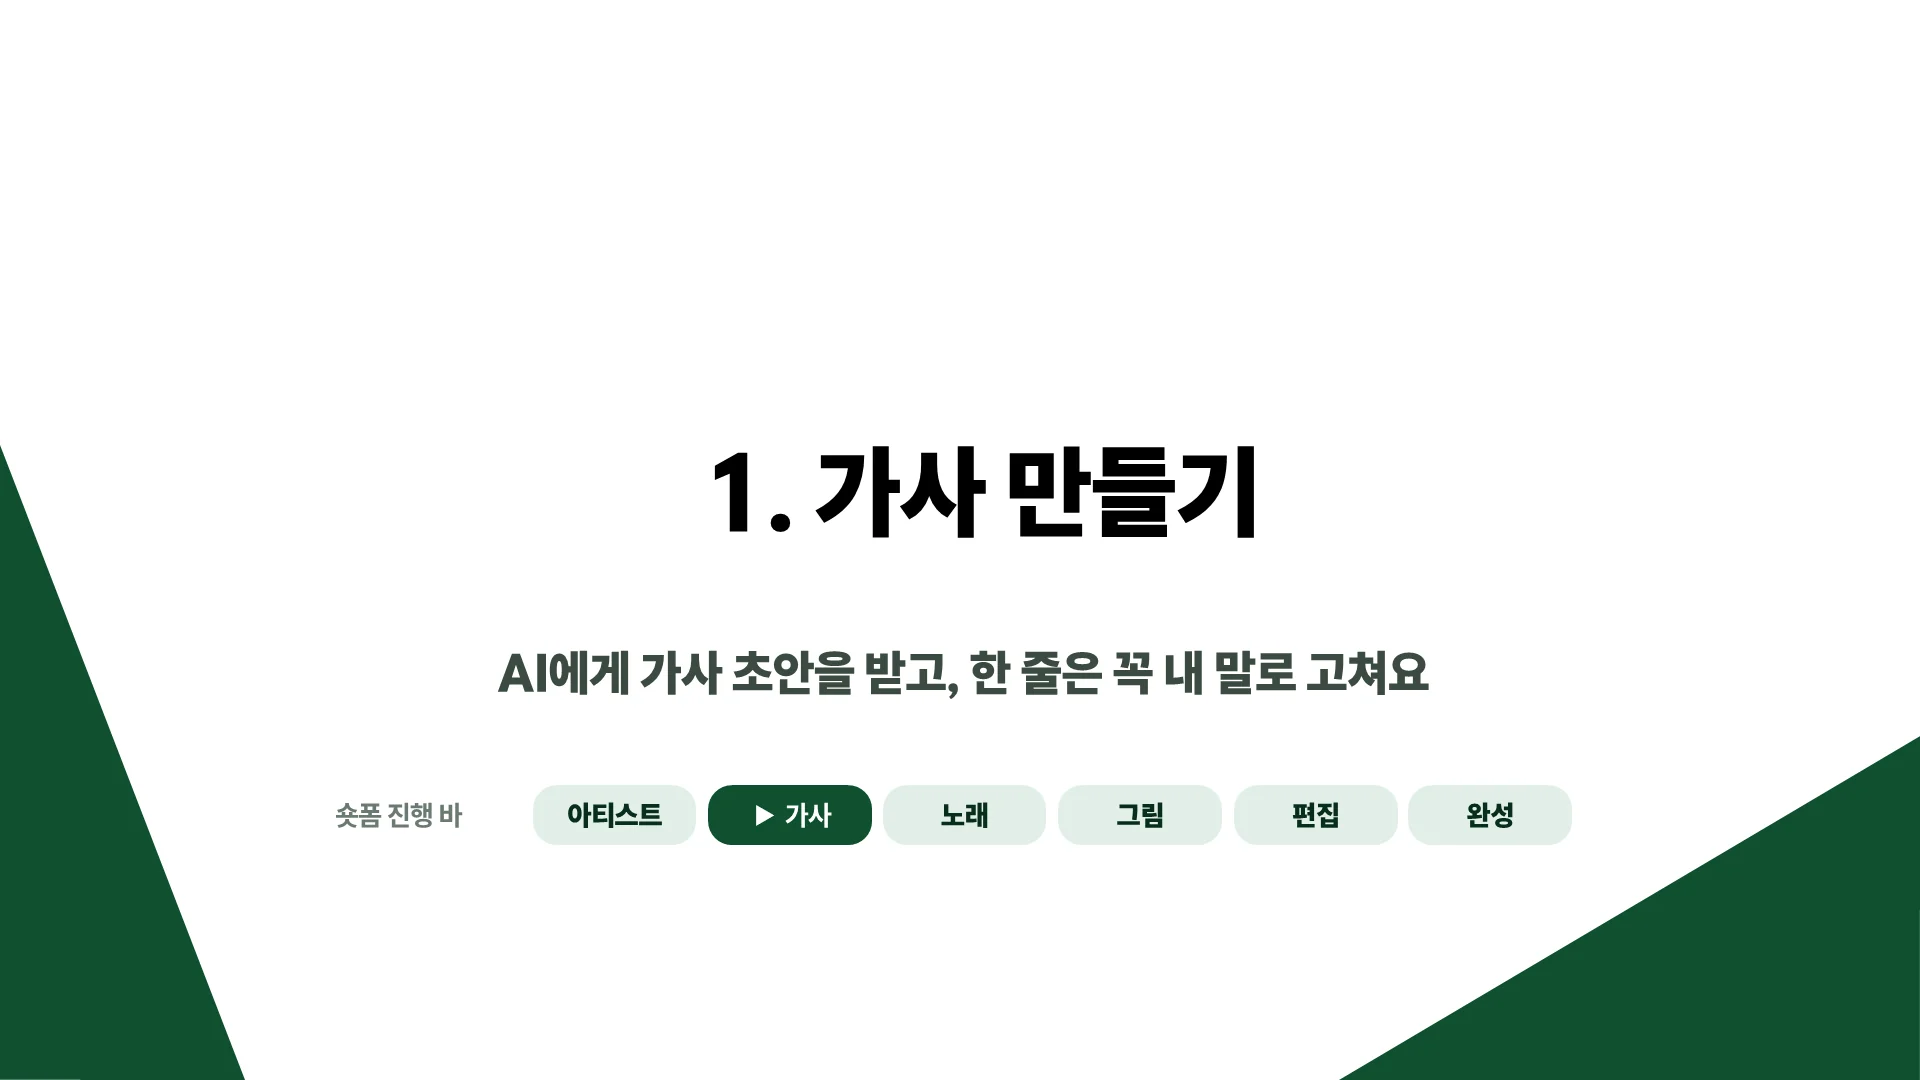 1. 가사 만들기
AI에게 가사 초안을 받고, 한 줄은 꼭 내 말로 고쳐요
숏폼 진행 바 아티스트 ▶ 가사 노래 그림 편집 완성